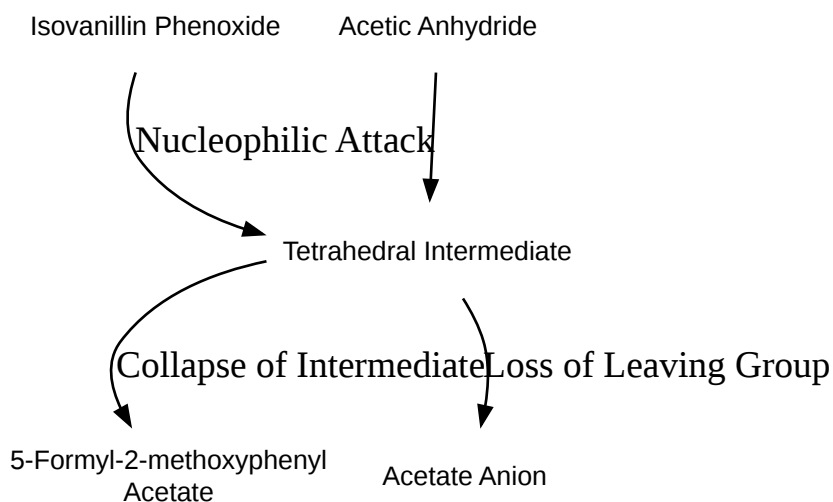 Isovanillin Phenoxide
Acetic Anhydride
Nucleophilic Attack
Tetrahedral Intermediate
Collapse of Intermediate
Loss of Leaving Group
5-Formyl-2-methoxyphenyl
Acetate
Acetate Anion